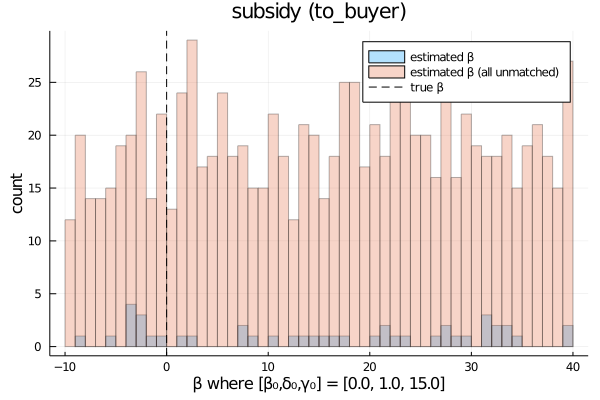 subsidy (to_buyer)
estimated β
estimated β (all unmatched)
true β
count
25
20
15
10
5
0
−10 0 10 20 30 40
β where [β₀,δ₀,γ₀] = [0.0, 1.0, 15.0]